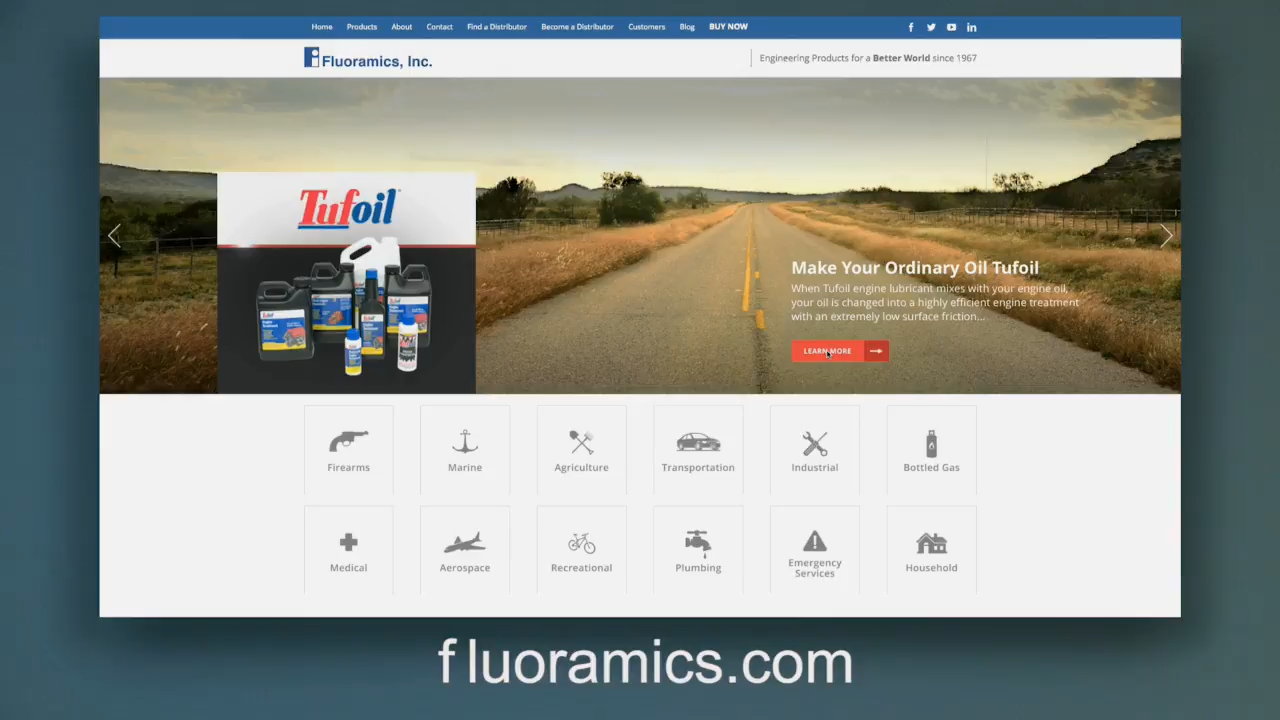 Home Products About Contact Find a Distributor Become a Distributor Customers Blog BUY NOW
Fluoramics, Inc.
Engineering Products for a Better World since 1967
Tufoil
Make Your Ordinary Oil Tufoil
When Tufoil engine lubricant mixes with your engine oil,
your oil is changed into a highly efficient engine treatment
with an extremely low surface friction...
LEARN MORE
Firearms Marine Agriculture Transportation Industrial Bottled Gas
Medical Aerospace Recreational Plumbing Emergency Services Household
fluoramics.com